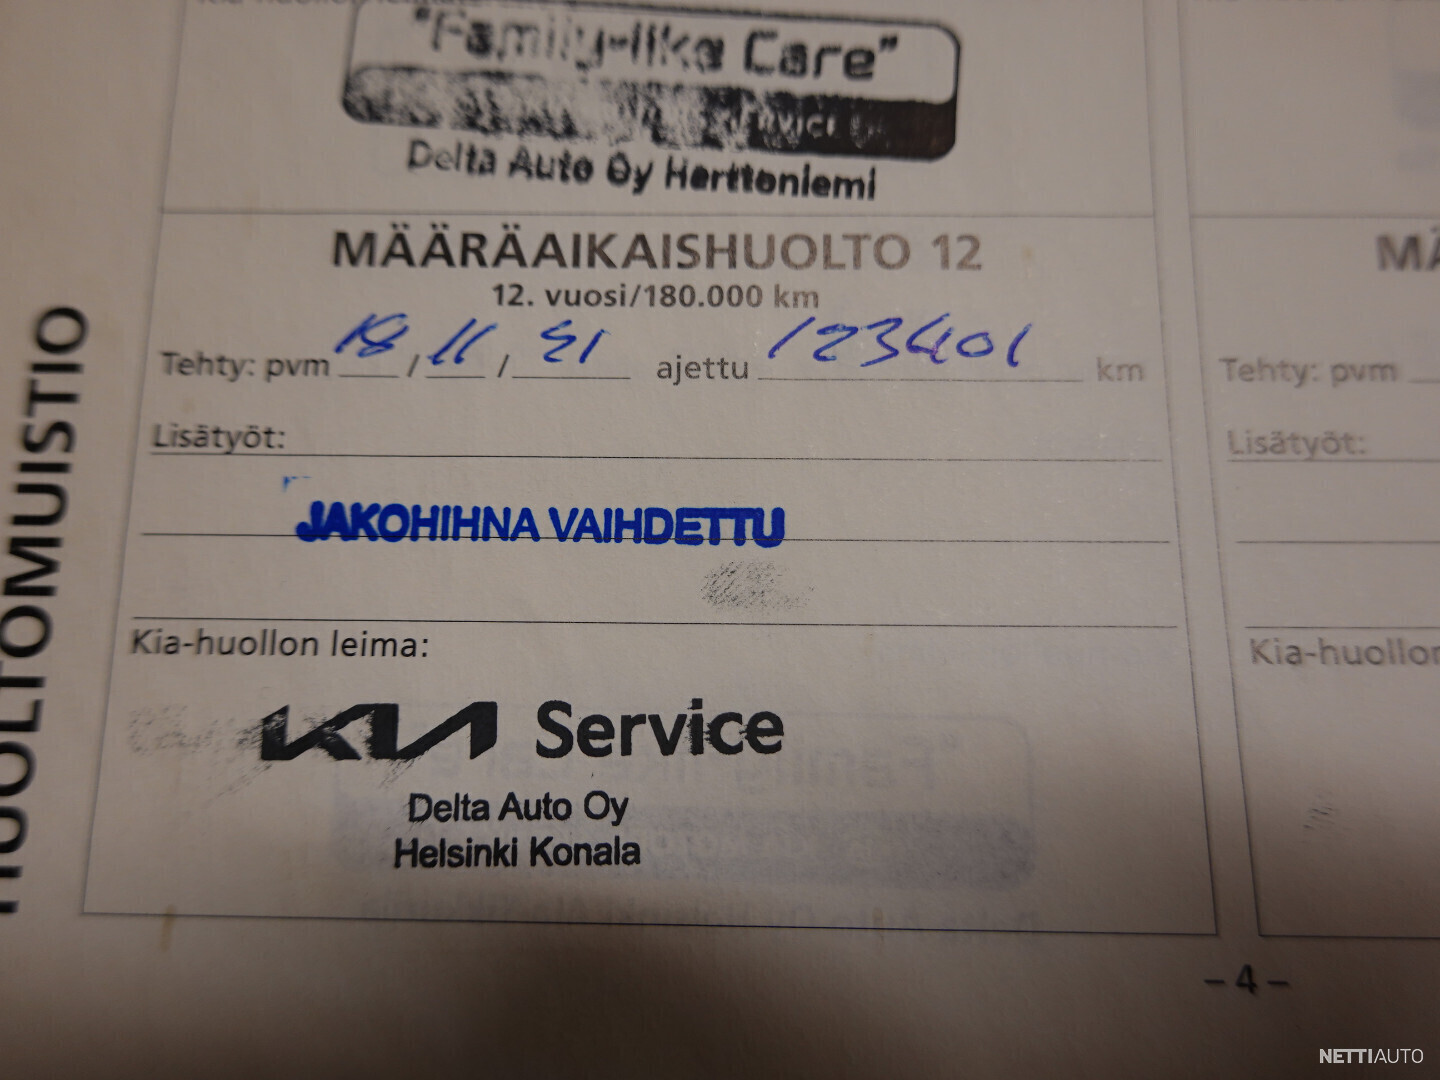 "Family-like Care"
Delta Auto Oy Herttoniemi
MÄÄRÄAIKAISHUOLTO 12
12. vuosi/180.000 km
Tehty: pvm 18 / 11 / 21 ajettu 123401 km
Lisätyöt:
JAKOHIHNA VAIHDETTU
Kia-huollon leima:
KIA Service
Delta Auto Oy
Helsinki Konala
HUOLTOMUISTIO
MÄ
Tehty: pvm
Lisätyöt:
Kia-huollon
– 4 –
NETTIAUTO